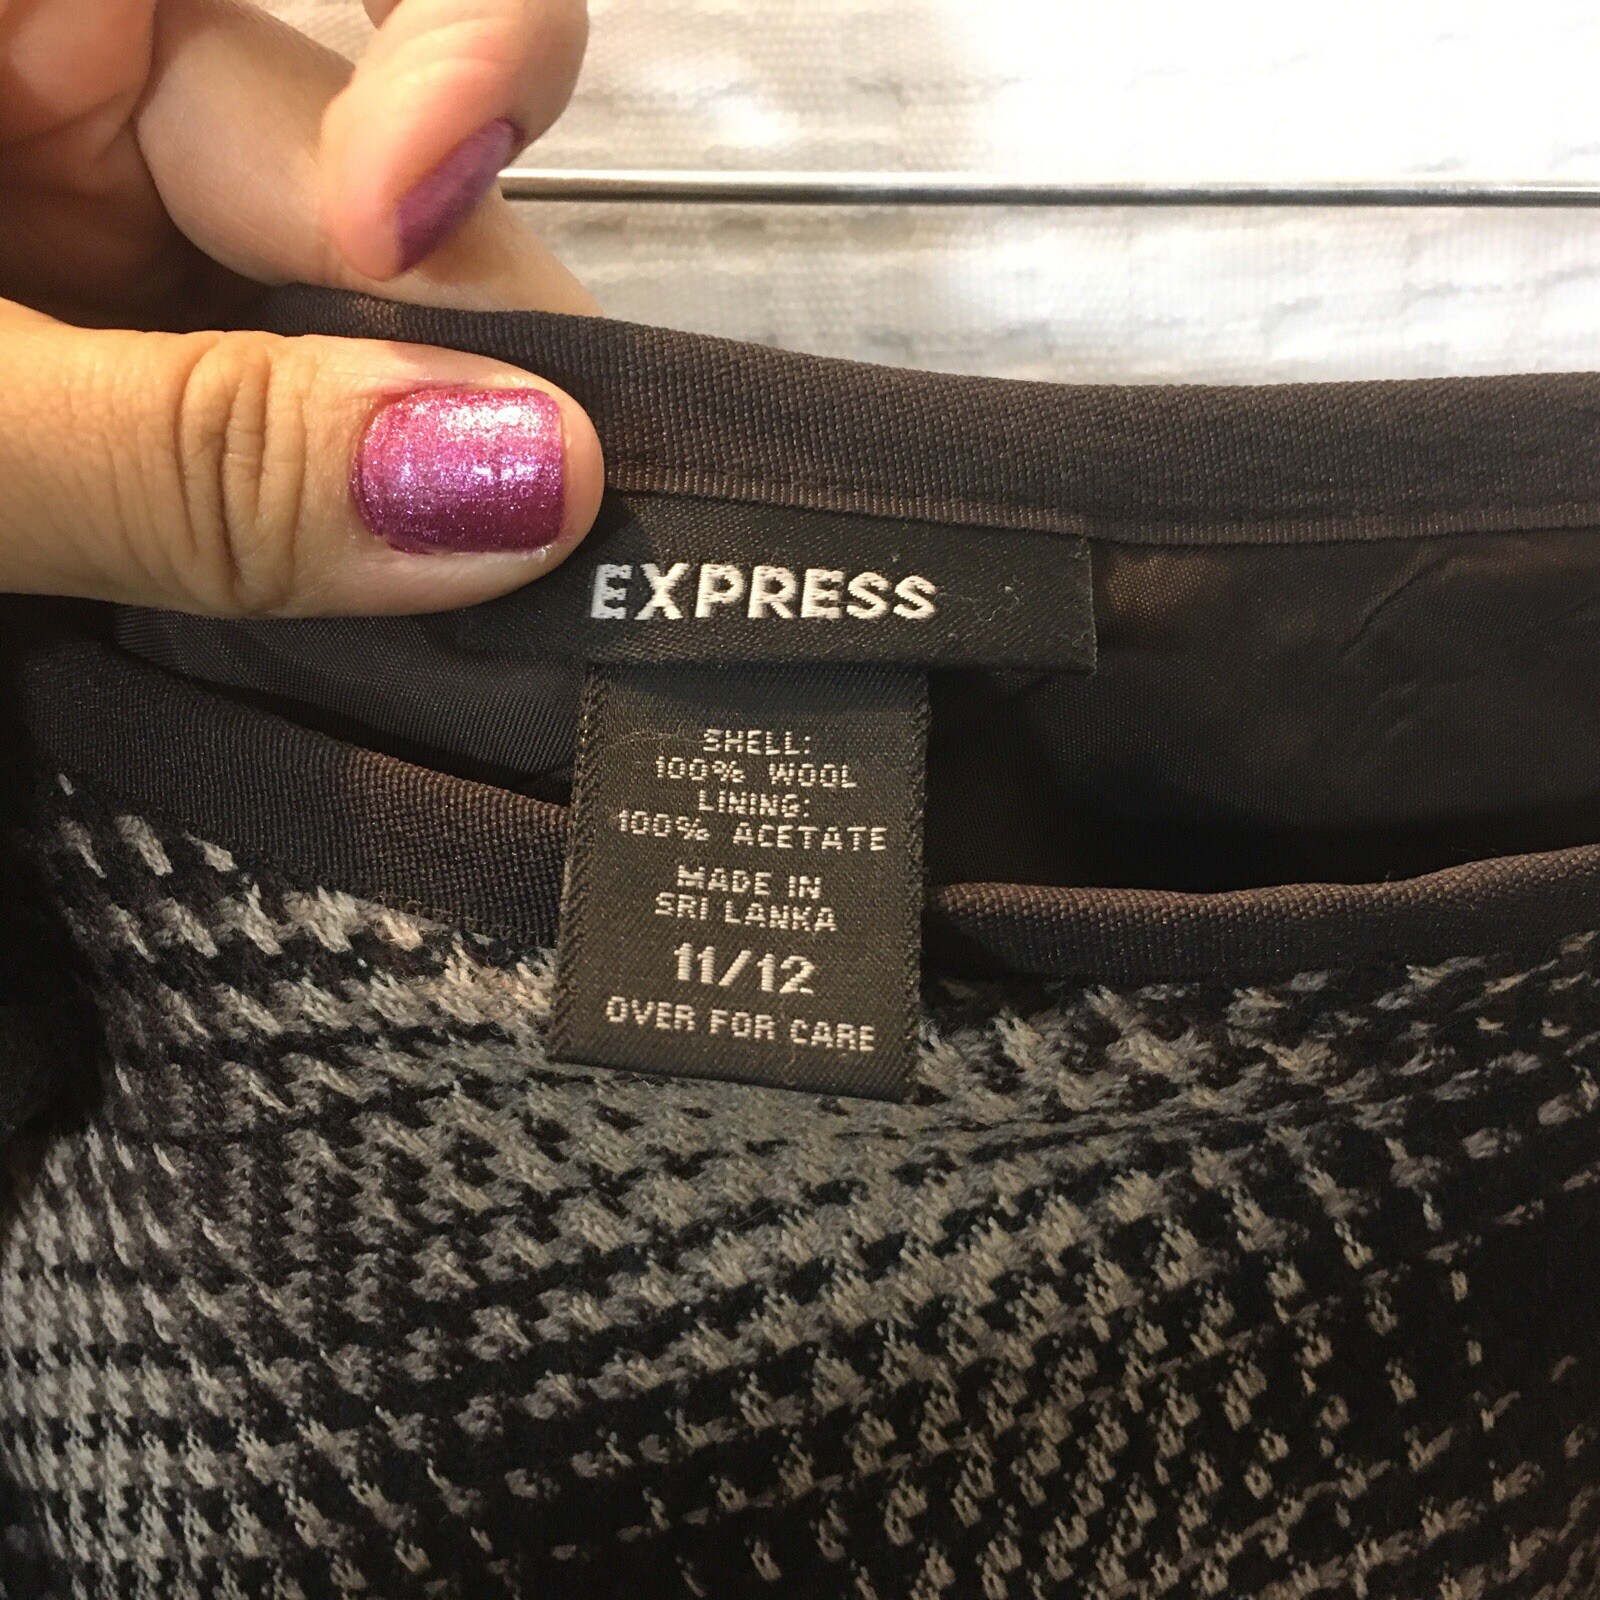 EXPRESS
SHELL:
100% WOOL
LINING:
100% ACETATE
MADE IN
SRI LANKA
11/12
OVER FOR CARE